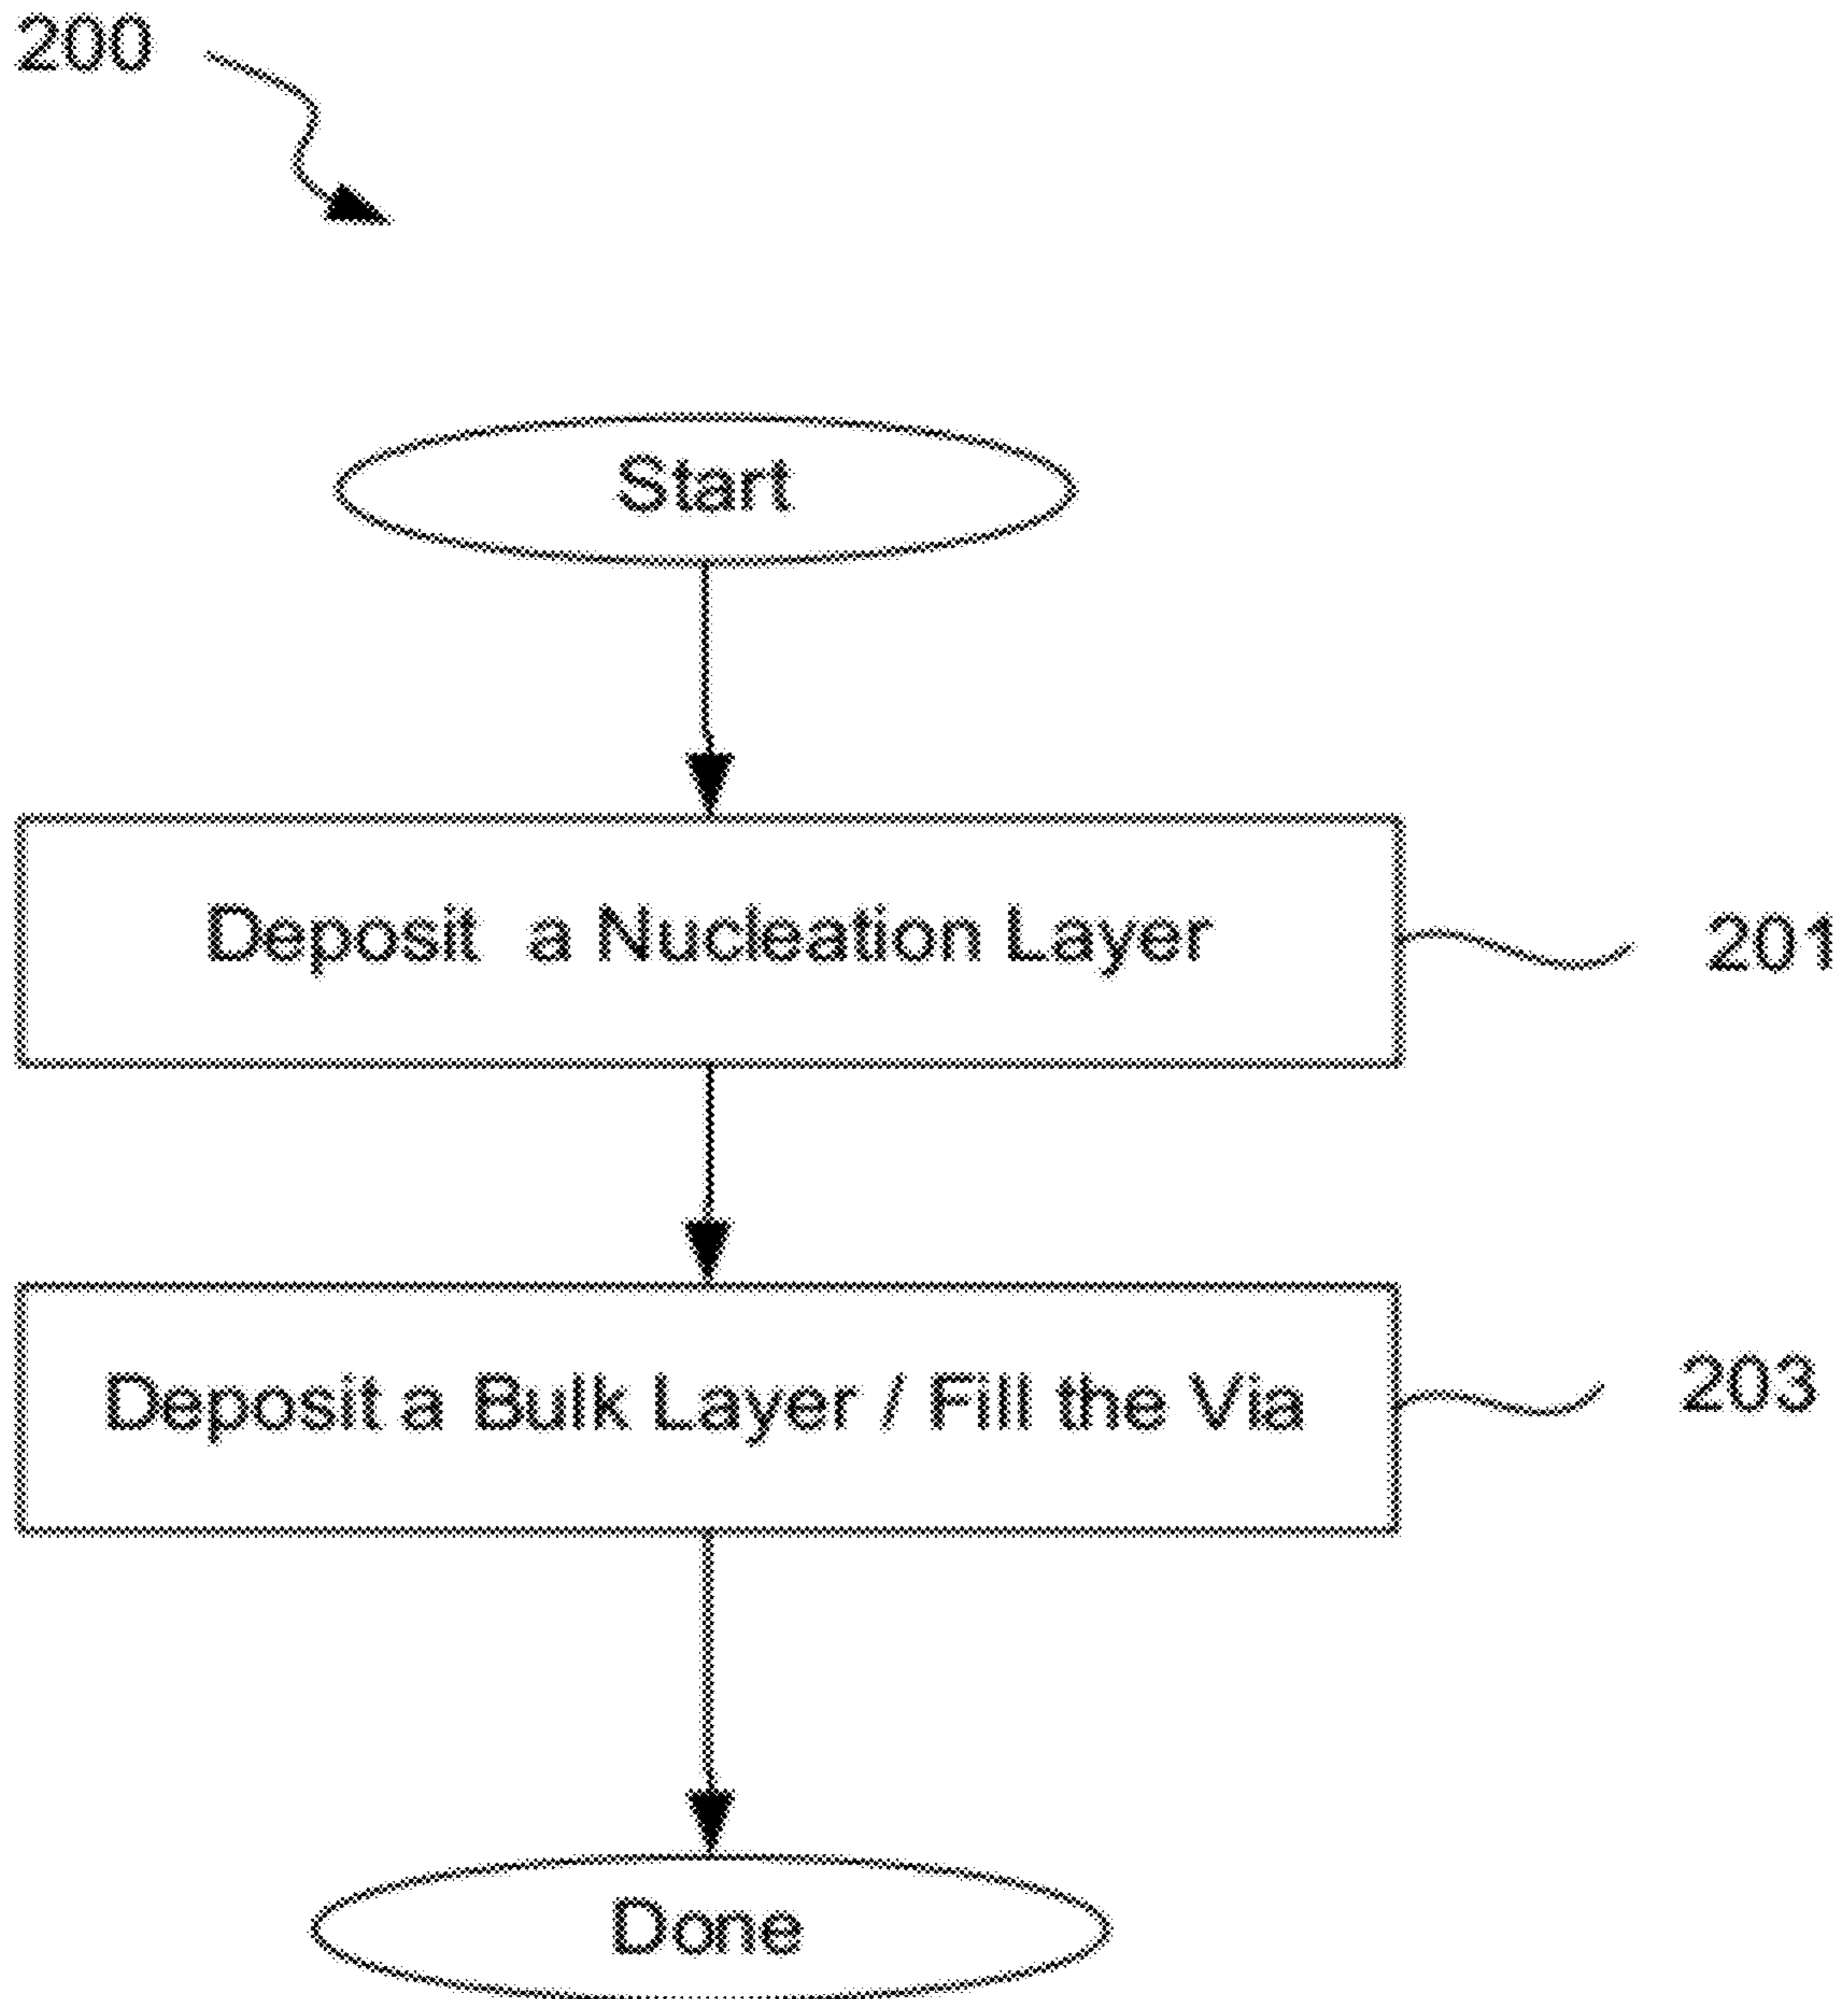 200
Start
Deposit a Nucleation Layer
201
Deposit a Bulk Layer / Fill the Via
203
Done